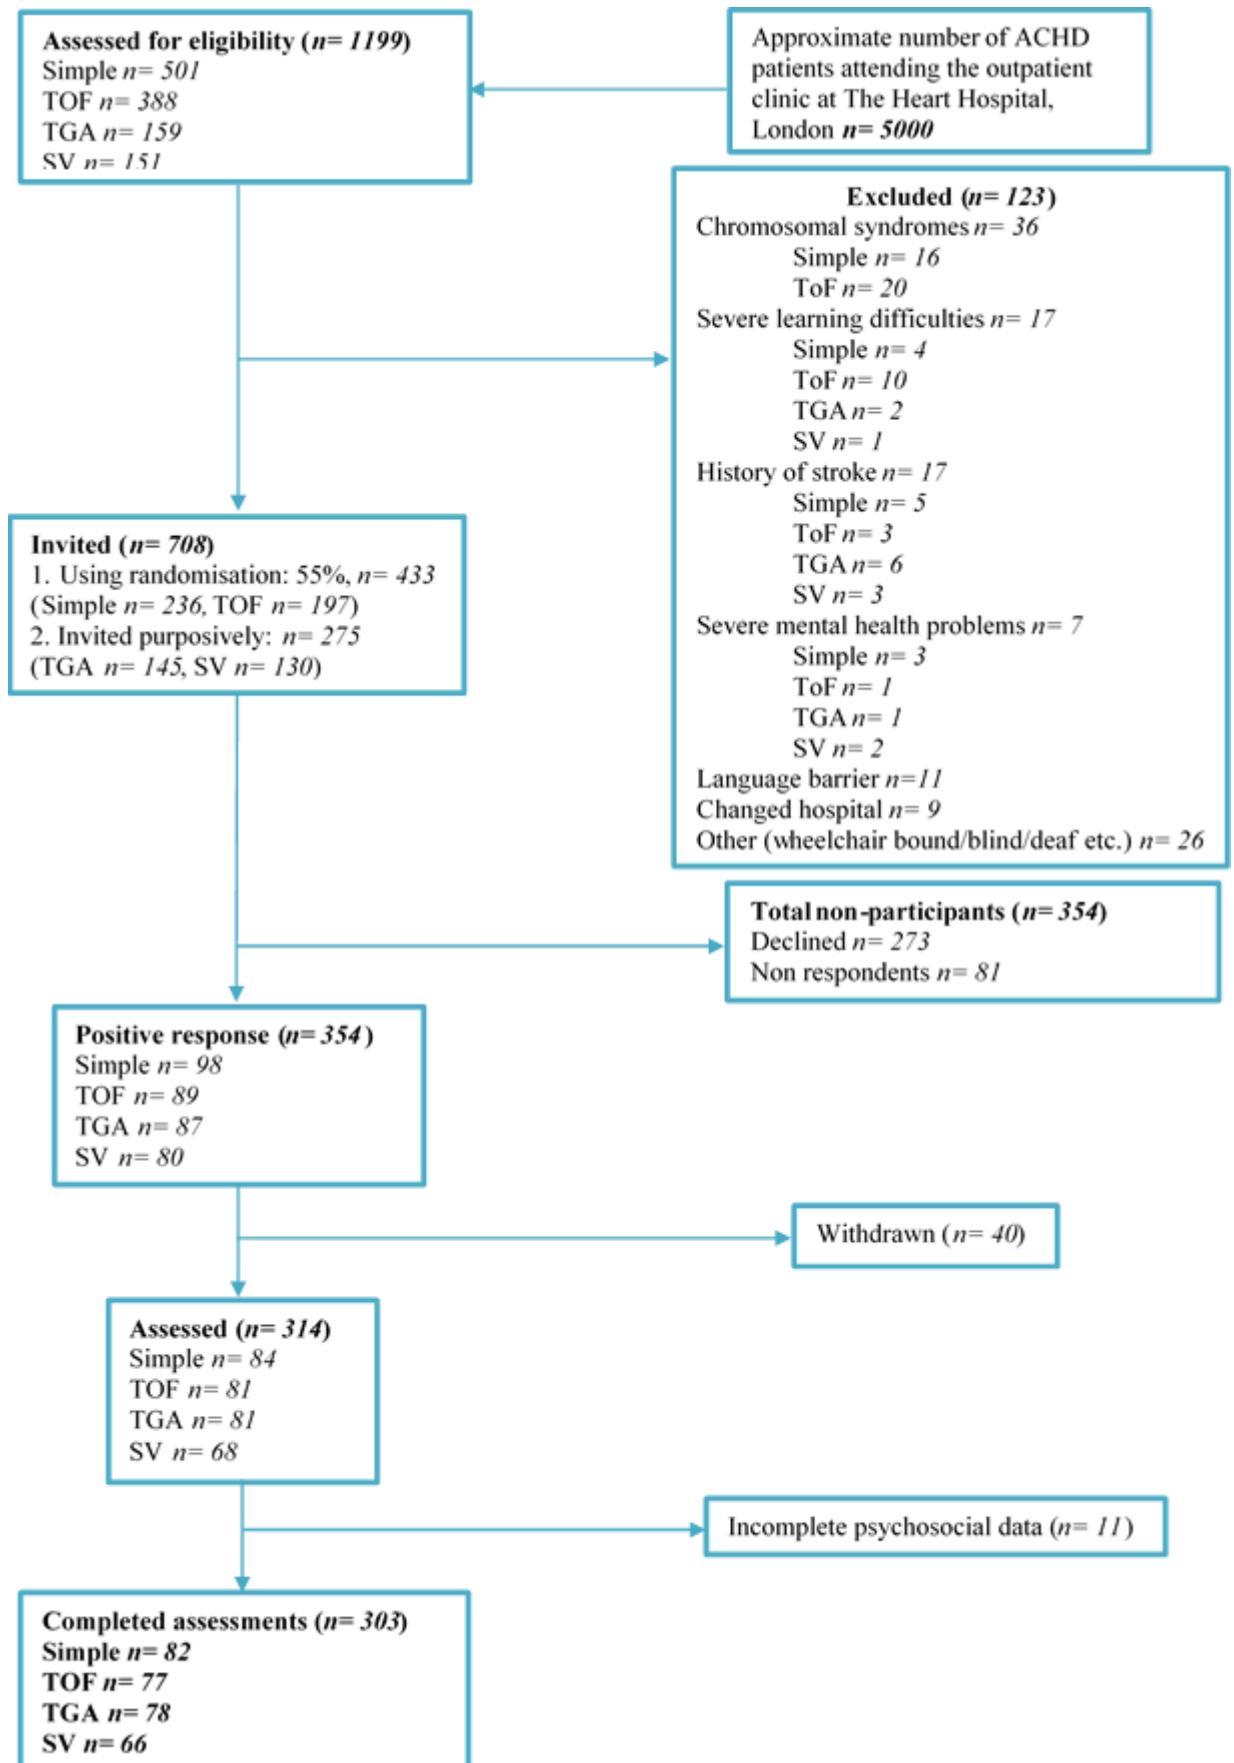 Assessed for eligibility (n= 1199)
Simple n= 501
TOF n= 388
TGA n= 159
SV n= 151
Approximate number of ACHD
patients attending the outpatient
clinic at The Heart Hospital,
London n= 5000
Excluded (n= 123)
Chromosomal syndromes n= 36
Simple n= 16
ToF n= 20
Severe learning difficulties n= 17
Simple n= 4
ToF n= 10
TGA n= 2
SV n= 1
History of stroke n= 17
Simple n= 5
ToF n= 3
TGA n= 6
SV n= 3
Severe mental health problems n= 7
Simple n= 3
ToF n= 1
TGA n= 1
SV n= 2
Language barrier n=11
Changed hospital n= 9
Other (wheelchair bound/blind/deaf etc.) n= 26
Invited (n= 708)
1. Using randomisation: 55%, n= 433
(Simple n= 236, TOF n= 197)
2. Invited purposively: n= 275
(TGA n= 145, SV n= 130)
Total non-participants (n= 354)
Declined n= 273
Non respondents n= 81
Positive response (n= 354)
Simple n= 98
TOF n= 89
TGA n= 87
SV n= 80
Withdrawn (n= 40)
Assessed (n= 314)
Simple n= 84
TOF n= 81
TGA n= 81
SV n= 68
Incomplete psychosocial data (n= 11)
Completed assessments (n= 303)
Simple n= 82
TOF n= 77
TGA n= 78
SV n= 66